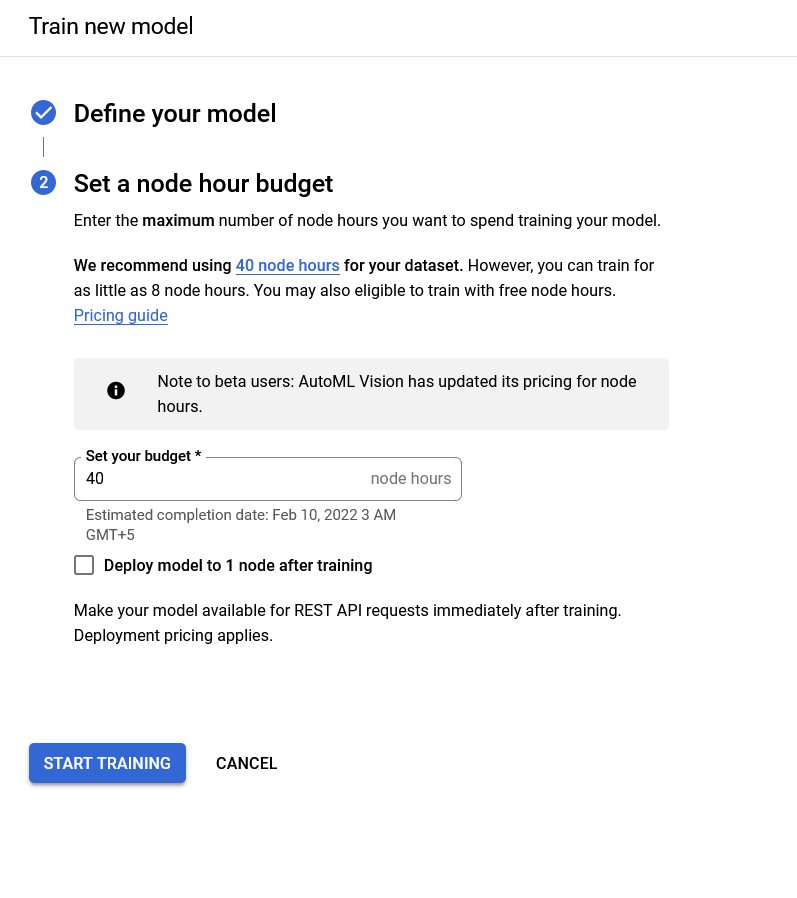 Train new model
Define your model
2
Set a node hour budget
Enter the maximum number of node hours you want to spend training your model.
We recommend using 40 node hours for your dataset. However, you can train for
as little as 8 node hours. You may also eligible to train with free node hours.
Pricing guide
Note to beta users: AutoML Vision has updated its pricing for node
hours.
Set your budget *
40 node hours
Estimated completion date: Feb 10, 2022 3 AM
GMT+5
Deploy model to 1 node after training
Make your model available for REST API requests immediately after training.
Deployment pricing applies.
START TRAINING CANCEL